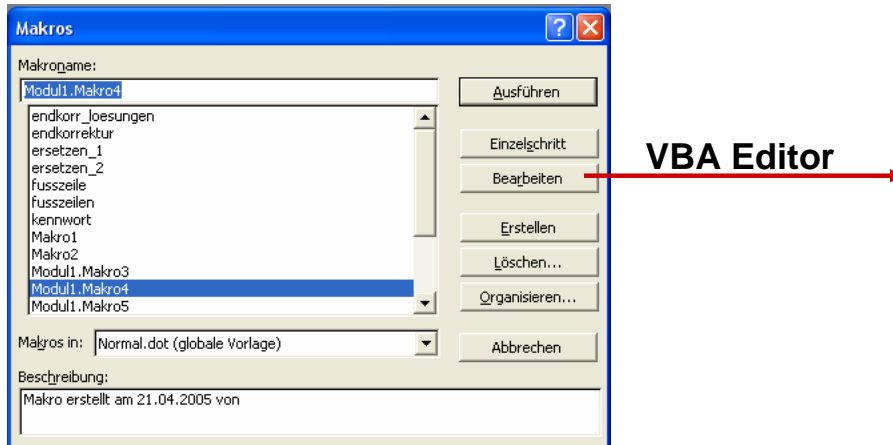 Makros
Makroname:
Modul1.Makro4
Ausführen
endkorr_loesungen
endkorrektur
ersetzen_1
ersetzen_2
fusszeile
fusszeilen
kennwort
Makro1
Makro2
Modul1.Makro3
Modul1.Makro4
Modul1.Makro5
Einzelschritt
Bearbeiten
VBA Editor
Erstellen
Löschen...
Organisieren...
Makros in: Normal.dot (globale Vorlage)
Abbrechen
Beschreibung:
Makro erstellt am 21.04.2005 von